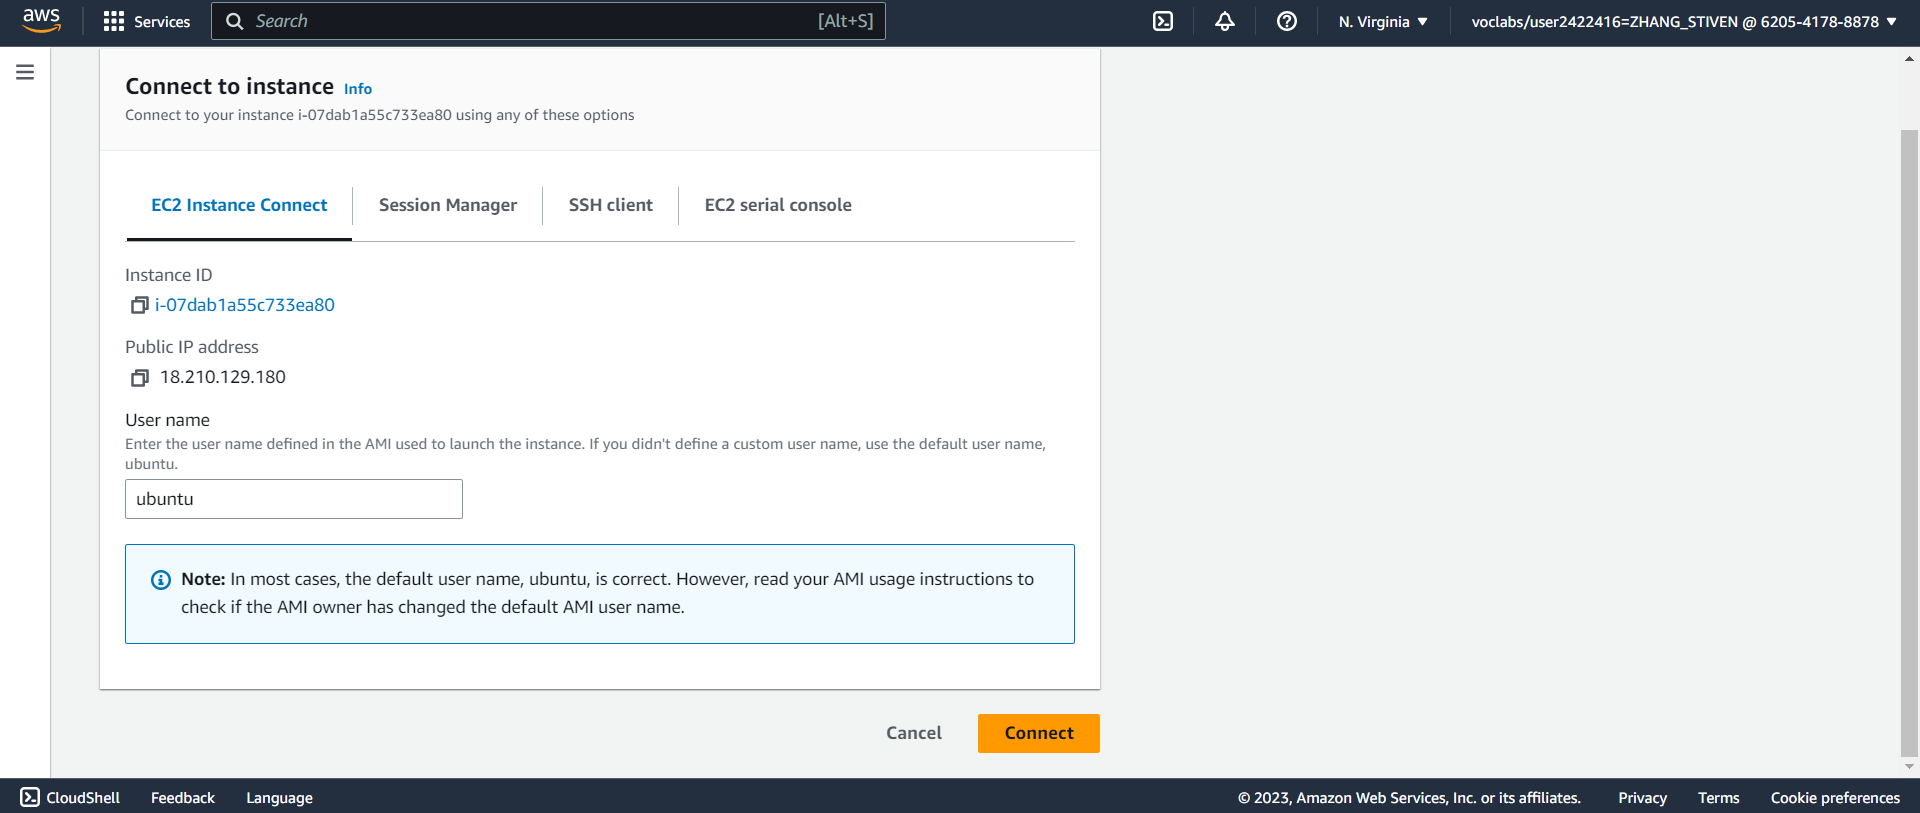 aws Services Search [Alt+S] N. Virginia ▼ voclabs/user2422416=ZHANG_STIVEN @ 6205-4178-8878 ▼
Connect to instance Info
Connect to your instance i-07dab1a55c733ea80 using any of these options
EC2 Instance Connect Session Manager SSH client EC2 serial console
Instance ID
i-07dab1a55c733ea80
Public IP address
18.210.129.180
User name
Enter the user name defined in the AMI used to launch the instance. If you didn't define a custom user name, use the default user name,
ubuntu.
ubuntu
Note: In most cases, the default user name, ubuntu, is correct. However, read your AMI usage instructions to
check if the AMI owner has changed the default AMI user name.
Cancel Connect
CloudShell Feedback Language © 2023, Amazon Web Services, Inc. or its affiliates. Privacy Terms Cookie preferences